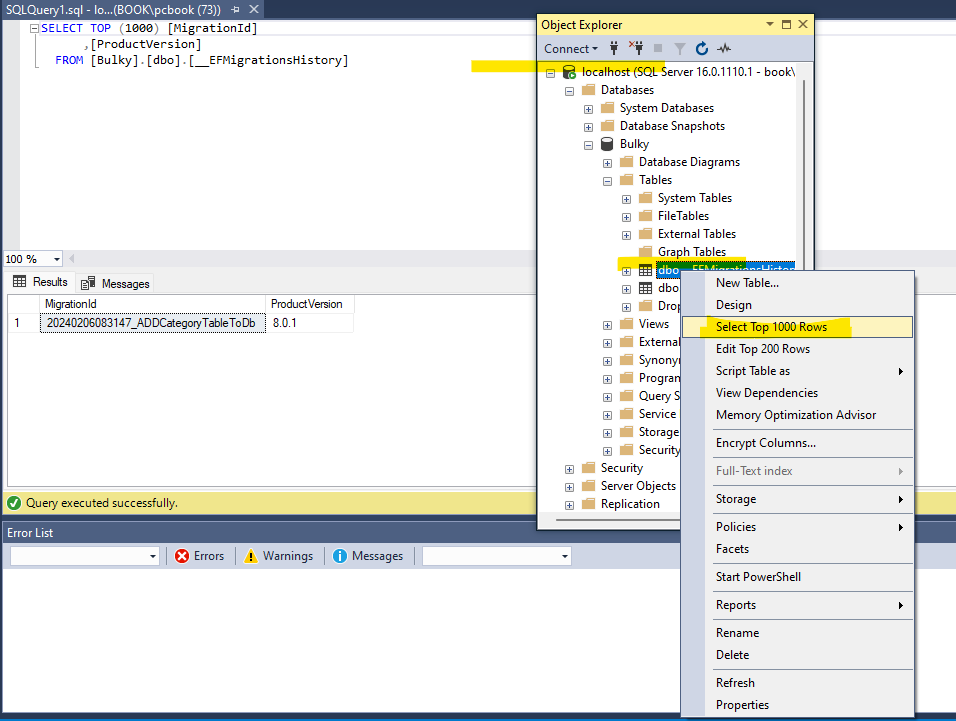 SQLQuery1.sql - lo...(BOOK\pcbook (73))
SELECT TOP (1000) [MigrationId]
,[ProductVersion]
FROM [Bulky].[dbo].[__EFMigrationsHistory]
100 %
Results
Messages
MigrationId ProductVersion
1 20240206083147_ADDCategoryTableToDb 8.0.1
Query executed successfully.
Error List
Errors
Warnings
Messages
Object Explorer
Connect
localhost (SQL Server 16.0.1110.1 - book\
Databases
System Databases
Database Snapshots
Bulky
Database Diagrams
Tables
System Tables
FileTables
External Tables
Graph Tables
dbo.__EFMigrationsHistor
dbo
Drop
Views
External
Synony
Program
Query S
Service
Storage
Security
Security
Server Objects
Replication
New Table...
Design
Select Top 1000 Rows
Edit Top 200 Rows
Script Table as
View Dependencies
Memory Optimization Advisor
Encrypt Columns...
Full-Text index
Storage
Policies
Facets
Start PowerShell
Reports
Rename
Delete
Refresh
Properties